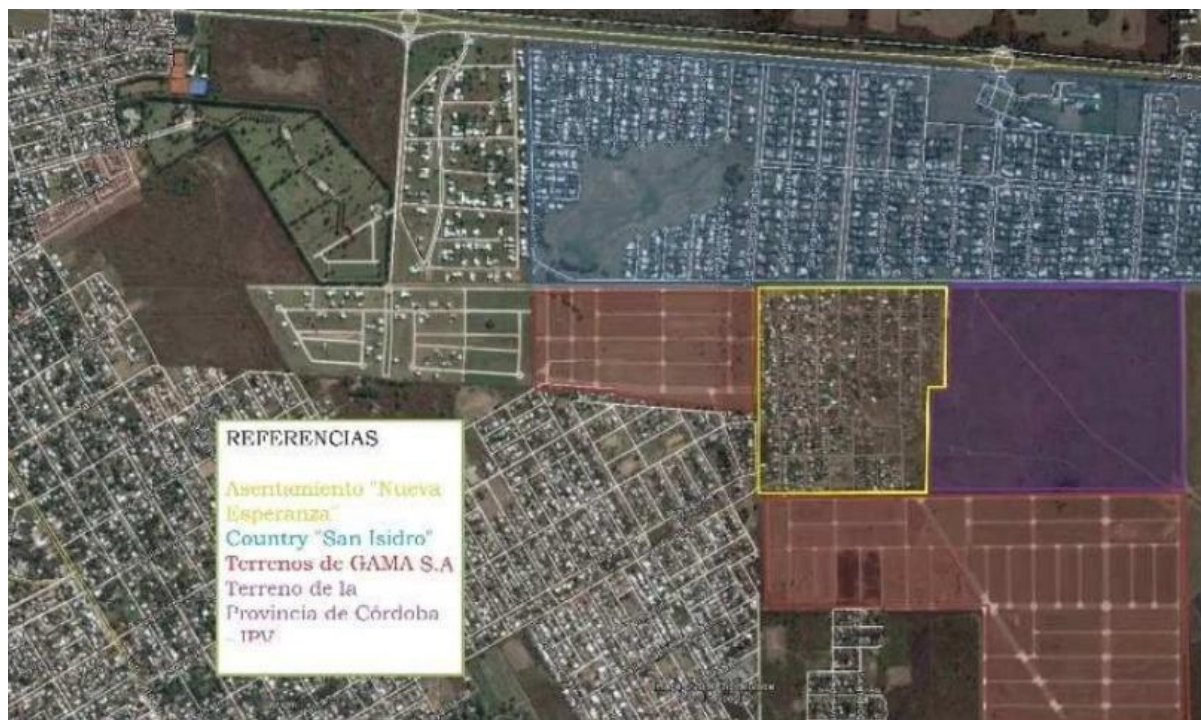 REFERENCIAS
Asentamiento "Nueva
Esperanza"
Country "San Isidro"
Terrenos de GAMA S.A
Terreno de la
Provincia de Córdoba
- IPV